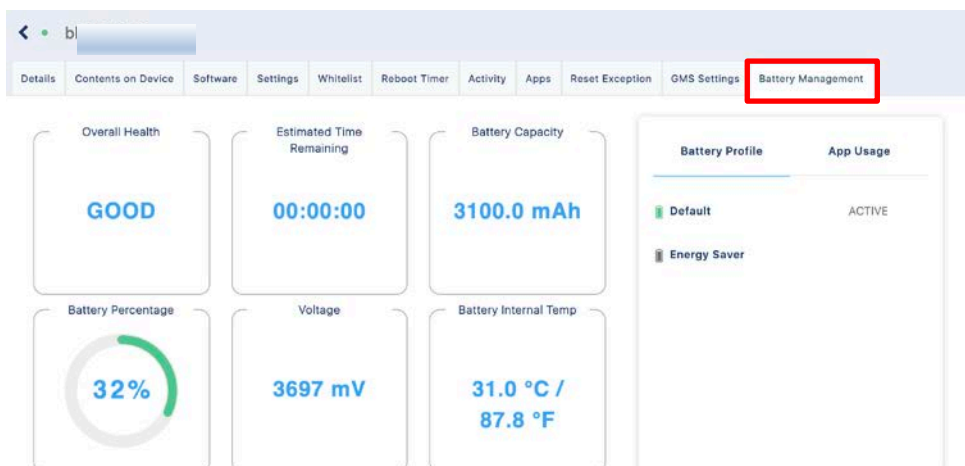 Details Contents on Device Software Settings Whitelist Reboot Timer Activity Apps Reset Exception GMS Settings Battery Management
Overall Health
GOOD
Estimated Time
Remaining
00:00:00
Battery Capacity
3100.0 mAh
Battery Percentage
32%
Voltage
3697 mV
Battery Internal Temp
31.0 °C /
87.8 °F
Battery Profile App Usage
Default ACTIVE
Energy Saver